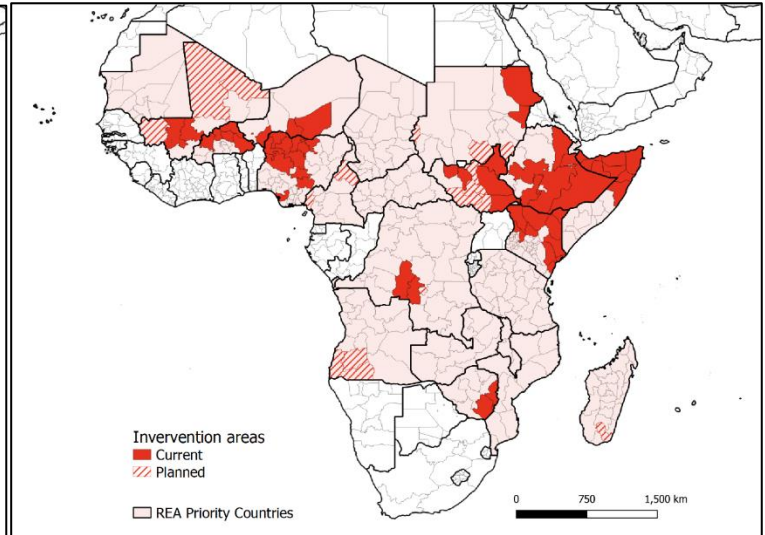 Invervention areas
Current
Planned
REA Priority Countries
0 750 1,500 km